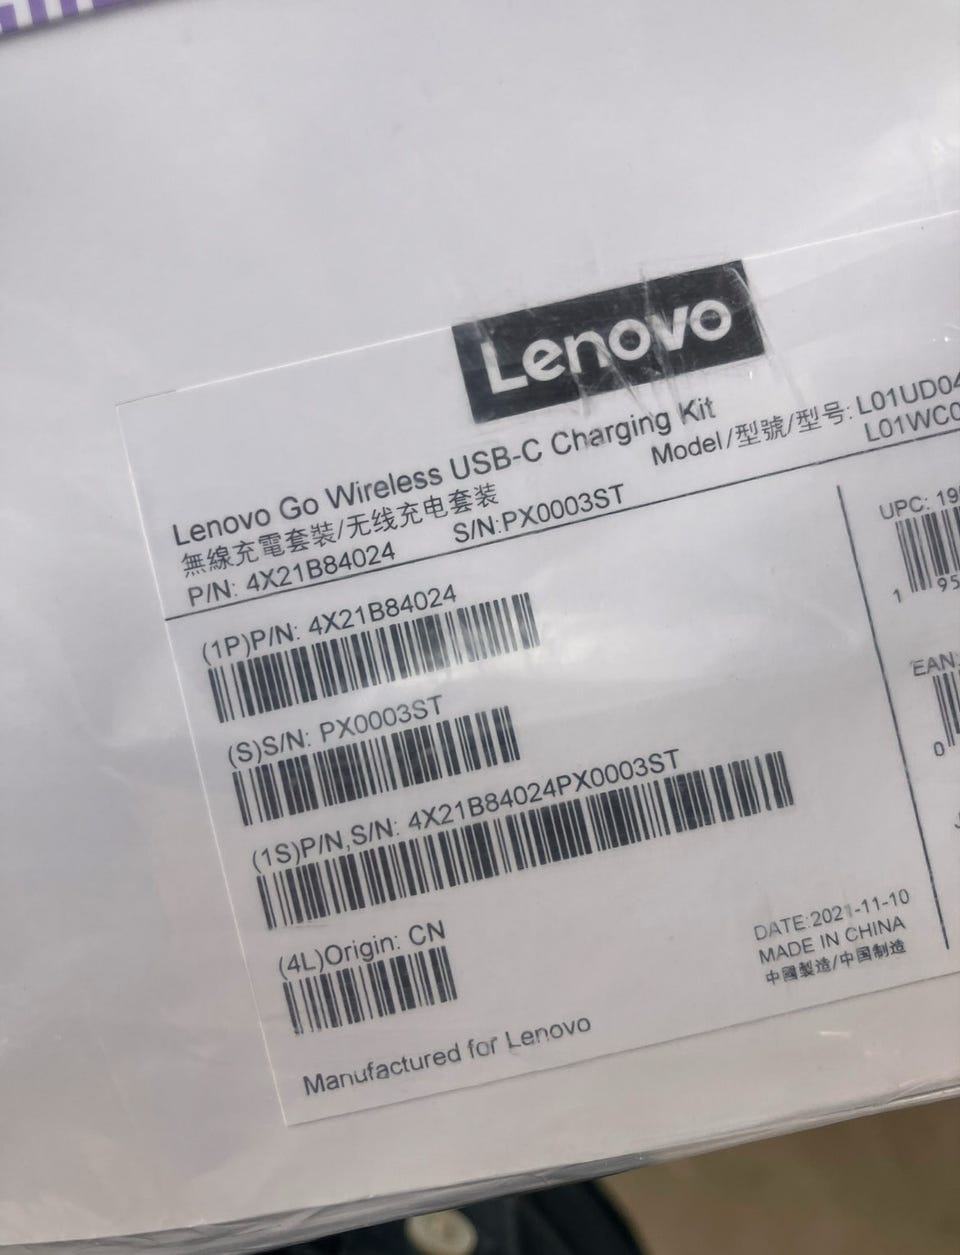 Lenovo
Lenovo Go Wireless USB-C Charging Kit
無線充電套裝/无线充电套装
Model/型號/型号: L01UD04
L01WC0
P/N: 4X21B84024 S/N:PX0003ST
(1P)P/N: 4X21B84024
(S)S/N: PX0003ST
(1S)P/N,S/N: 4X21B84024PX0003ST
(4L)Origin: CN
Manufactured for Lenovo
DATE:2021-11-10
MADE IN CHINA
中國製造/中国制造
UPC: 19
1 95
EAN:
0